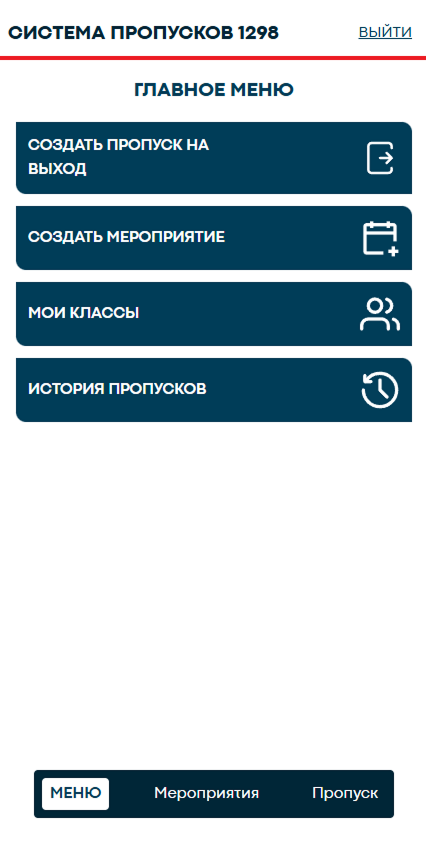 СИСТЕМА ПРОПУСКОВ 1298
ВЫЙТИ
ГЛАВНОЕ МЕНЮ
СОЗДАТЬ ПРОПУСК НА
ВЫХОД
СОЗДАТЬ МЕРОПРИЯТИЕ
МОИ КЛАССЫ
ИСТОРИЯ ПРОПУСКОВ
МЕНЮ
Мероприятия
Пропуск